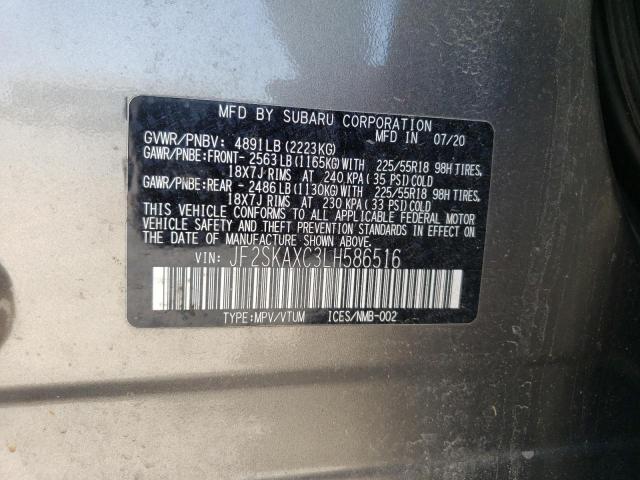 MFD BY SUBARU CORPORATION
MFD IN 07/20
GVWR/PNBV: 4891LB (2223KG)
GAWR/PNBE:FRONT- 2563LB(1165KG)WITH 225/55R18 98H TIRES,
18X7J RIMS AT 240 KPA(35 PSI)COLD
GAWR/PNBE:REAR - 2486LB(1130KG)WITH 225/55R18 98H TIRES,
18X7J RIMS AT 230 KPA(33 PSI)COLD
THIS VEHICLE CONFORMS TO ALL APPLICABLE FEDERAL MOTOR
VEHICLE SAFETY AND THEFT PREVENTION STANDARDS IN EFFECT
ON THE DATE OF MANUFACTURE SHOWN ABOVE.
VIN: JF2SKAXC3LH586516
TYPE:MPV/VTUM ICES/NMB-002